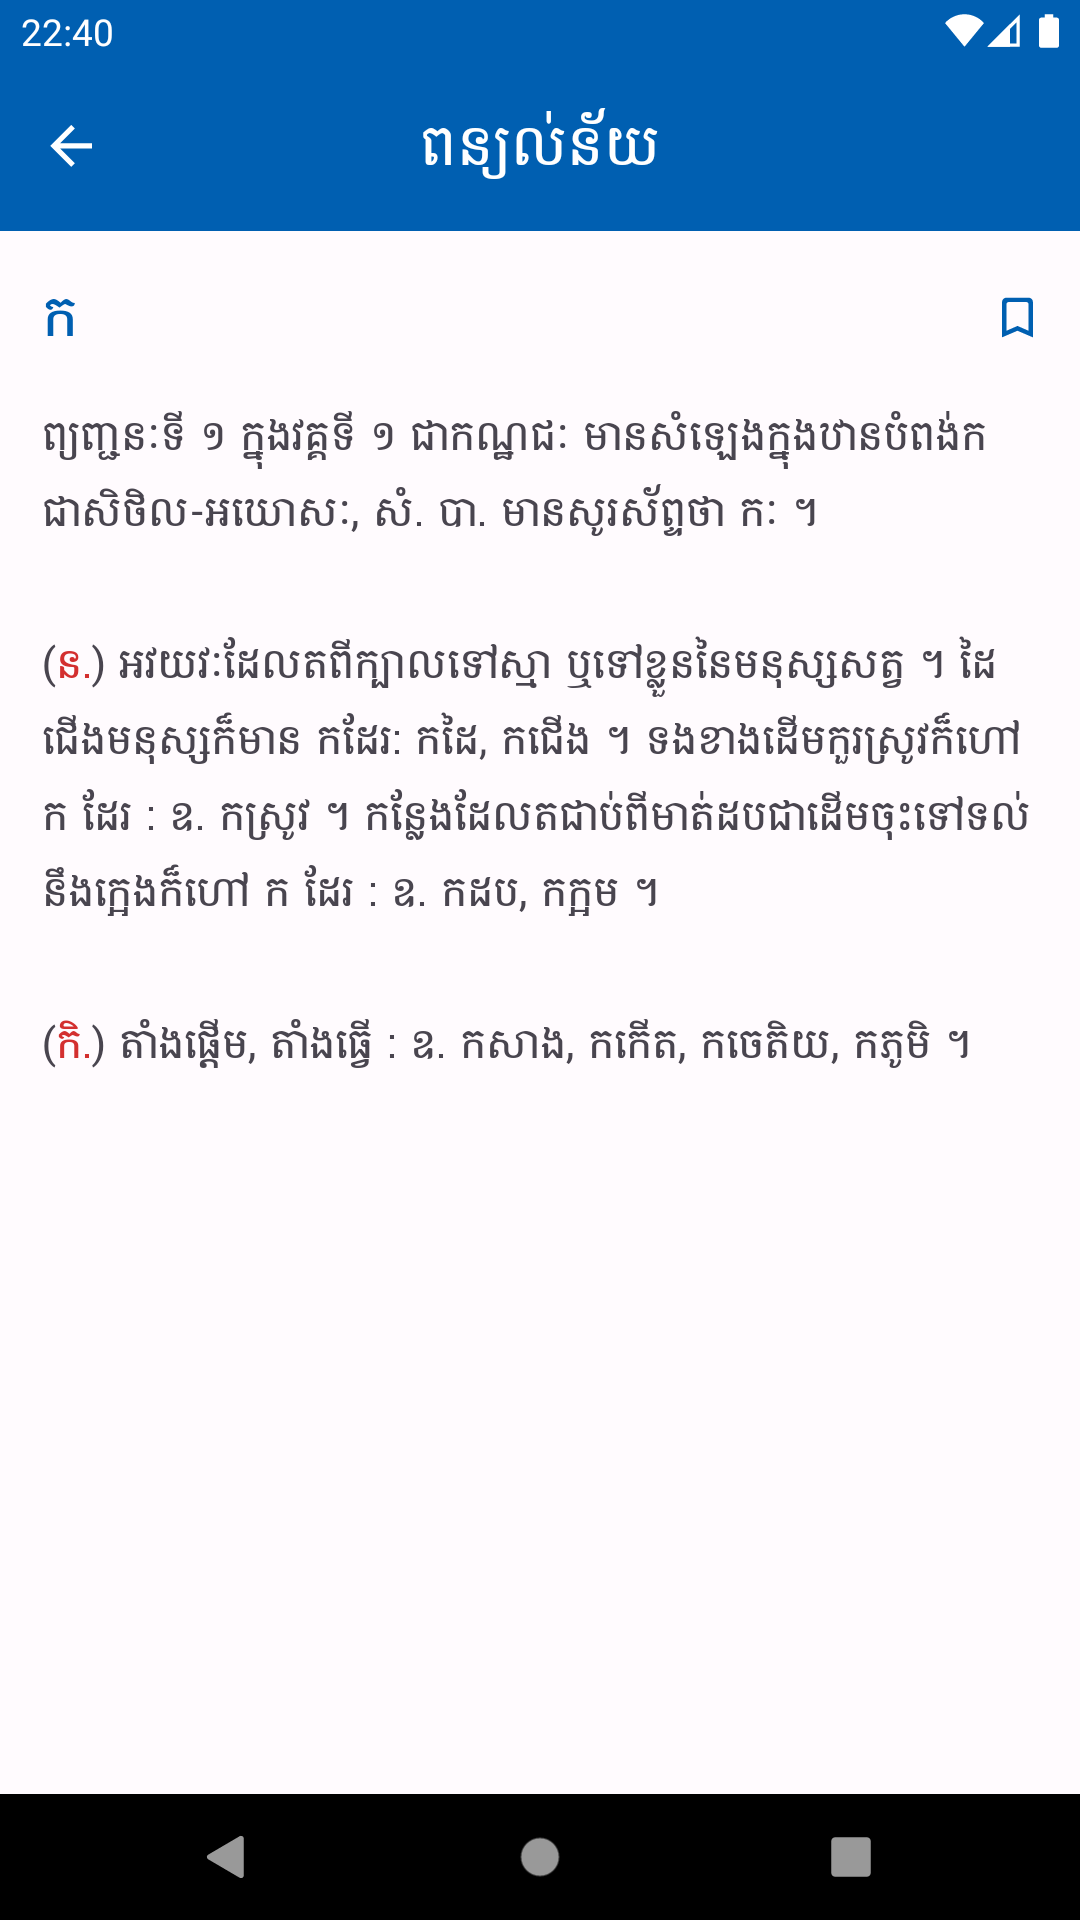 22:40
ពន្យល់ន័យ
ក
ព្យញ្ជនៈទី ១ ក្នុងវគ្គទី ១ ជាកណ្ឋជៈ មានសំឡេងក្នុងឋានបំពង់ក
ជាសិថិល-អឃោសៈ, សំ. បា. មានសូរស័ព្ទថា កៈ ។
(ន.) អវយវៈដែលតពីក្បាលទៅស្មា ឬទៅខ្លួននៃមនុស្សសត្វ ។ ដៃ
ជើងមនុស្សក៏មាន កដែរ: កដៃ, កជើង ។ ទងខាងដើមកួរស្រូវក៏ហៅ
ក ដែរ : ឧ. កស្រូវ ។ កន្លែងដែលតជាប់ពីមាត់ដបជាដើមចុះទៅទល់
នឹងក្អេងក៏ហៅ ក ដែរ : ឧ. កដប, កក្អម ។
(កិ.) តាំងផ្ដើម, តាំងធ្វើ : ឧ. កសាង, កកើត, កចេតិយ, កភូមិ ។